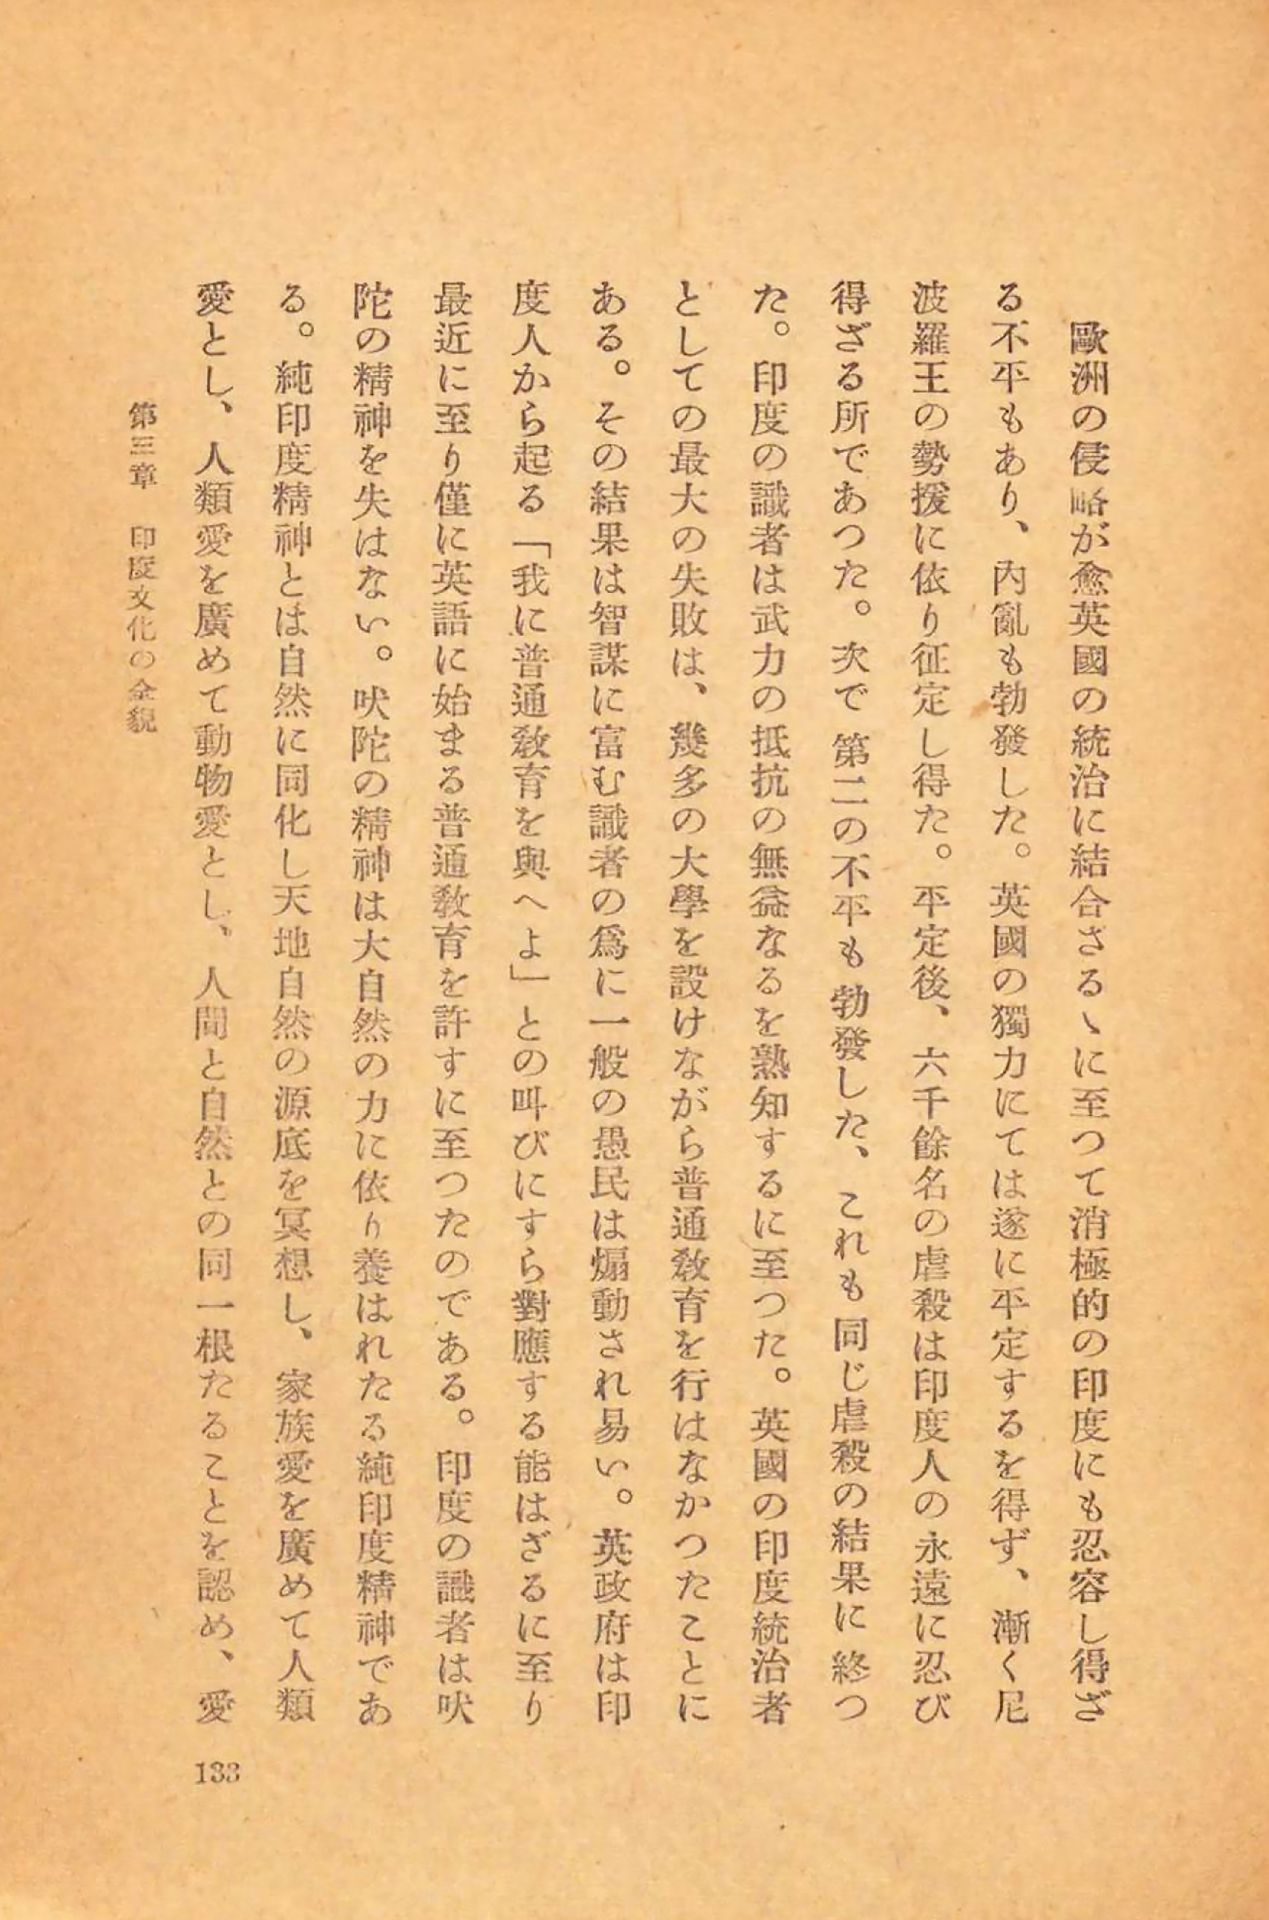 歐洲の侵略が愈英國の統治に結合さるゝに至つて消極的の印度にも忍容し得ざ
る不平もあり、內亂も勃發した。英國の獨力にては遂に平定するを得ず、漸く尼
波羅王の勢援に依り征定し得た。平定後、六千餘名の虐殺は印度人の永遠に忍び
得ざる所であつた。次で第二の不平も勃發した、これも同じ虐殺の結果に終つ
た。印度の識者は武力の抵抗の無益なるを熟知するに至つた。英國の印度統治者
としての最大の失敗は、幾多の大學を設けながら普通敎育を行はなかつたことに
ある。その結果は智謀に富む識者の爲に一般の愚民は煽動され易い。英政府は印
度人から起る「我に普通敎育を與へよ」との叫びにすら對應する能はざるに至り
最近に至り僅に英語に始まる普通敎育を許すに至つたのである。印度の識者は吠
陀の精神を失はない。吠陀の精神は大自然の力に依り養はれたる純印度精神であ
る。純印度精神とは自然に同化し天地自然の源底を冥想し、家族愛を廣めて人類
愛とし、人類愛を廣めて動物愛とし、人間と自然との同一根たることを認め、愛
第三章　印度文化の全貌
133